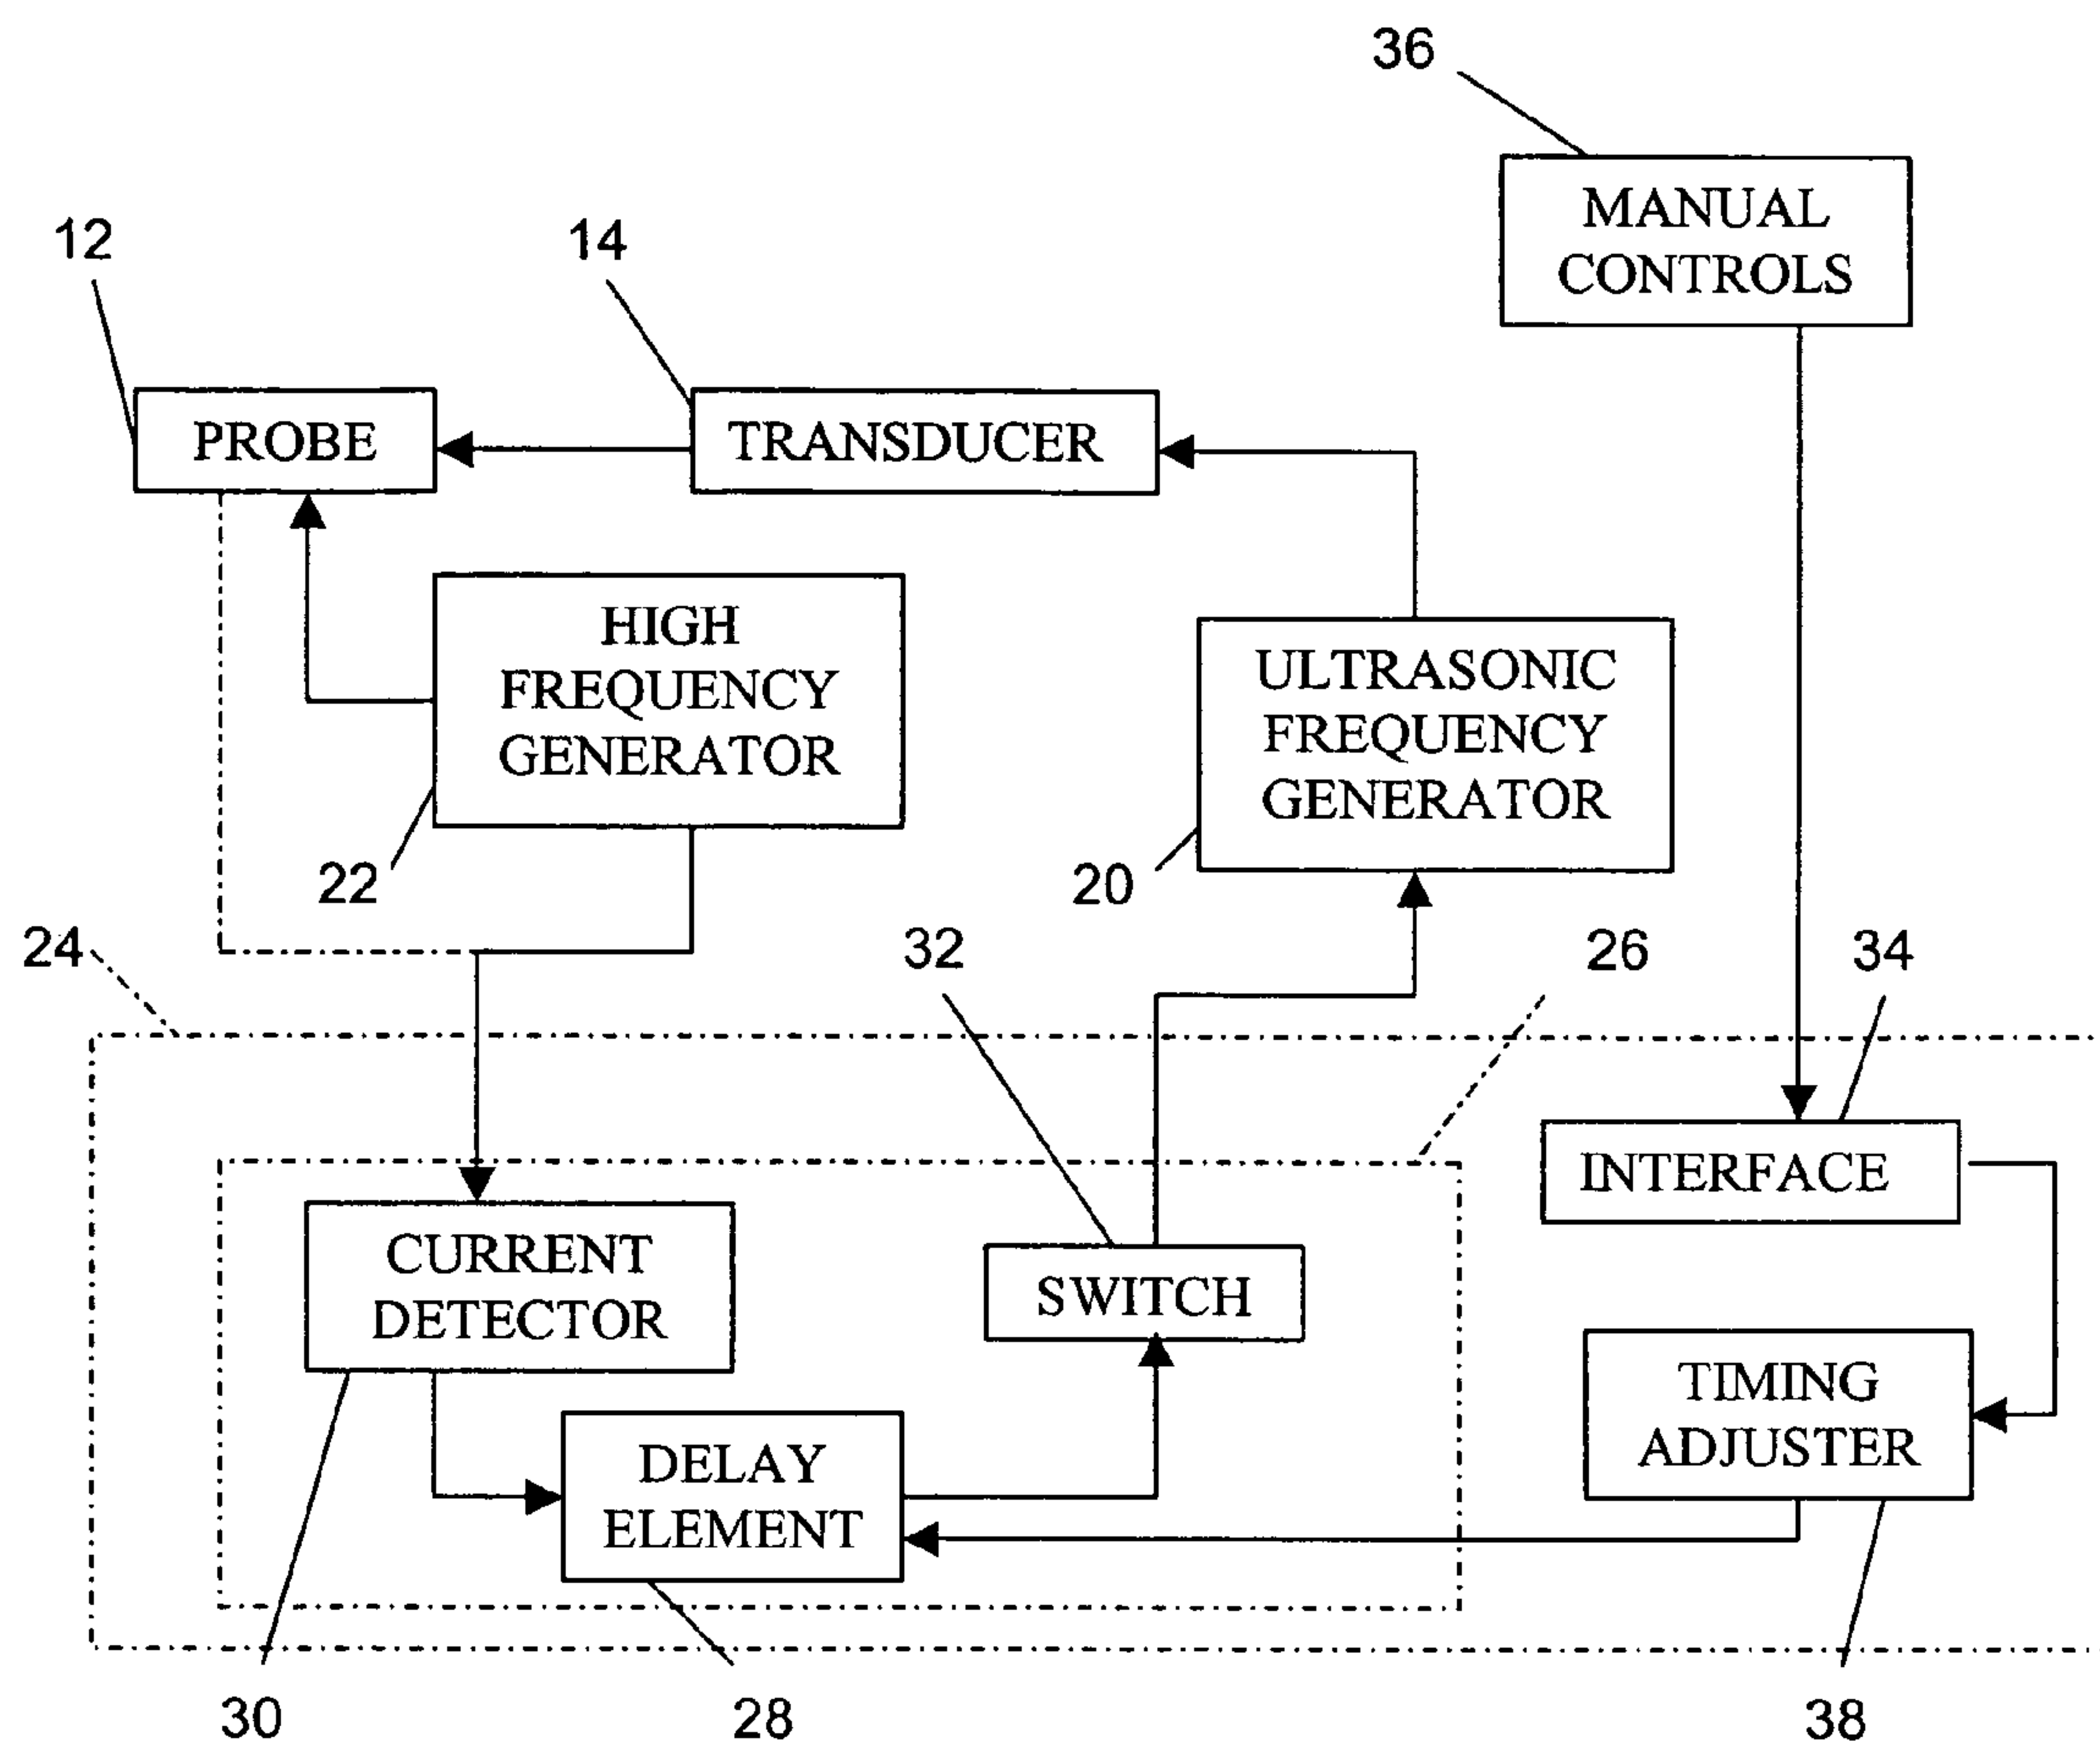 36
MANUAL
CONTROLS
12
14
PROBE
TRANSDUCER
HIGH
FREQUENCY
GENERATOR
ULTRASONIC
FREQUENCY
GENERATOR
22
20
24
32
26
34
INTERFACE
CURRENT
DETECTOR
SWITCH
TIMING
ADJUSTER
DELAY
ELEMENT
30
28
38